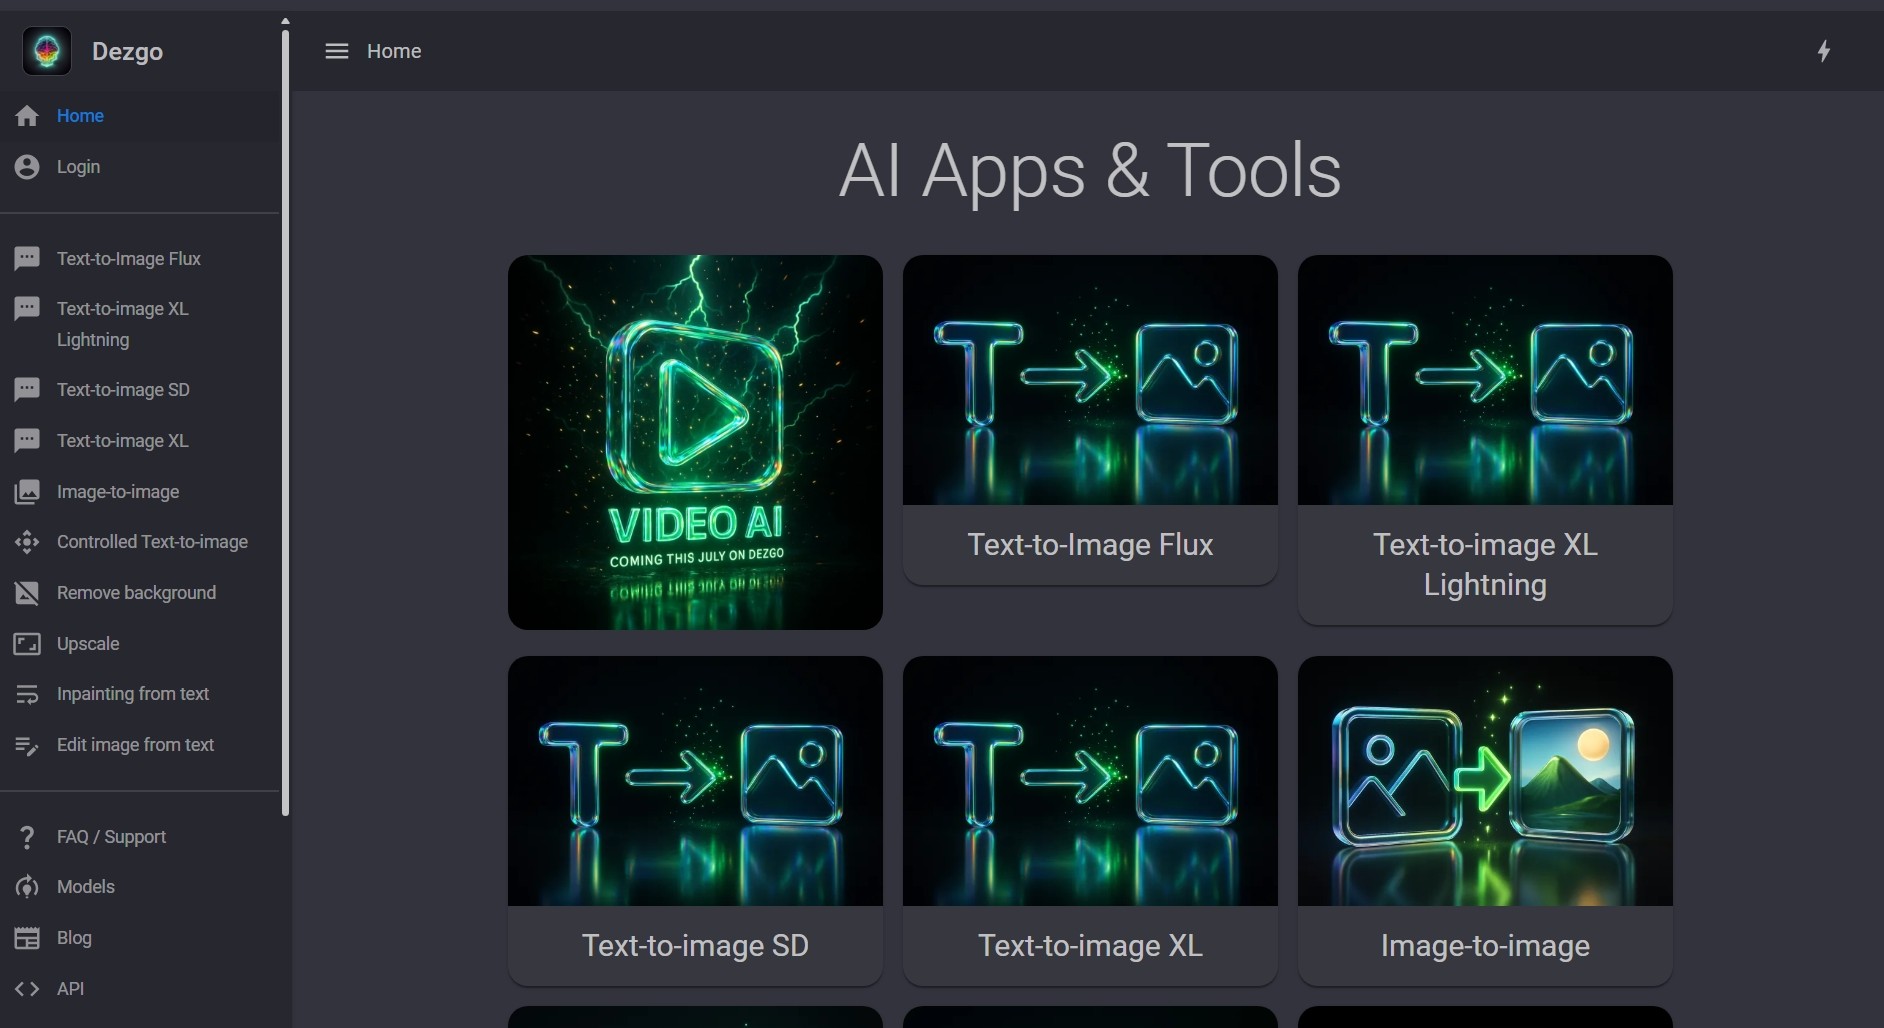 Dezgo
Home
Login
Text-to-Image Flux
Text-to-image XL
Lightning
Text-to-image SD
Text-to-image XL
Image-to-image
Controlled Text-to-image
Remove background
Upscale
Inpainting from text
Edit image from text
FAQ / Support
Models
Blog
API
Home
AI Apps & Tools
VIDEO AI
COMING THIS JULY ON DEZGO
Text-to-Image Flux
Text-to-image XL
Lightning
Text-to-image SD
Text-to-image XL
Image-to-image